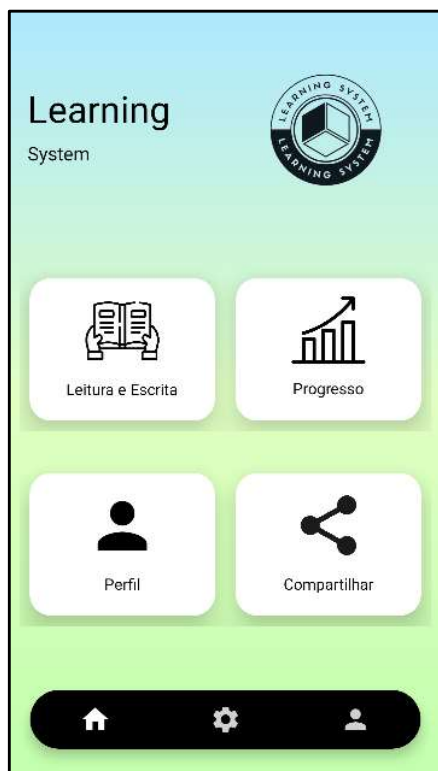 Learning
System
LEARNING SYSTEM
LEARNING SYSTEM
Leitura e Escrita
Progresso
Perfil
Compartilhar